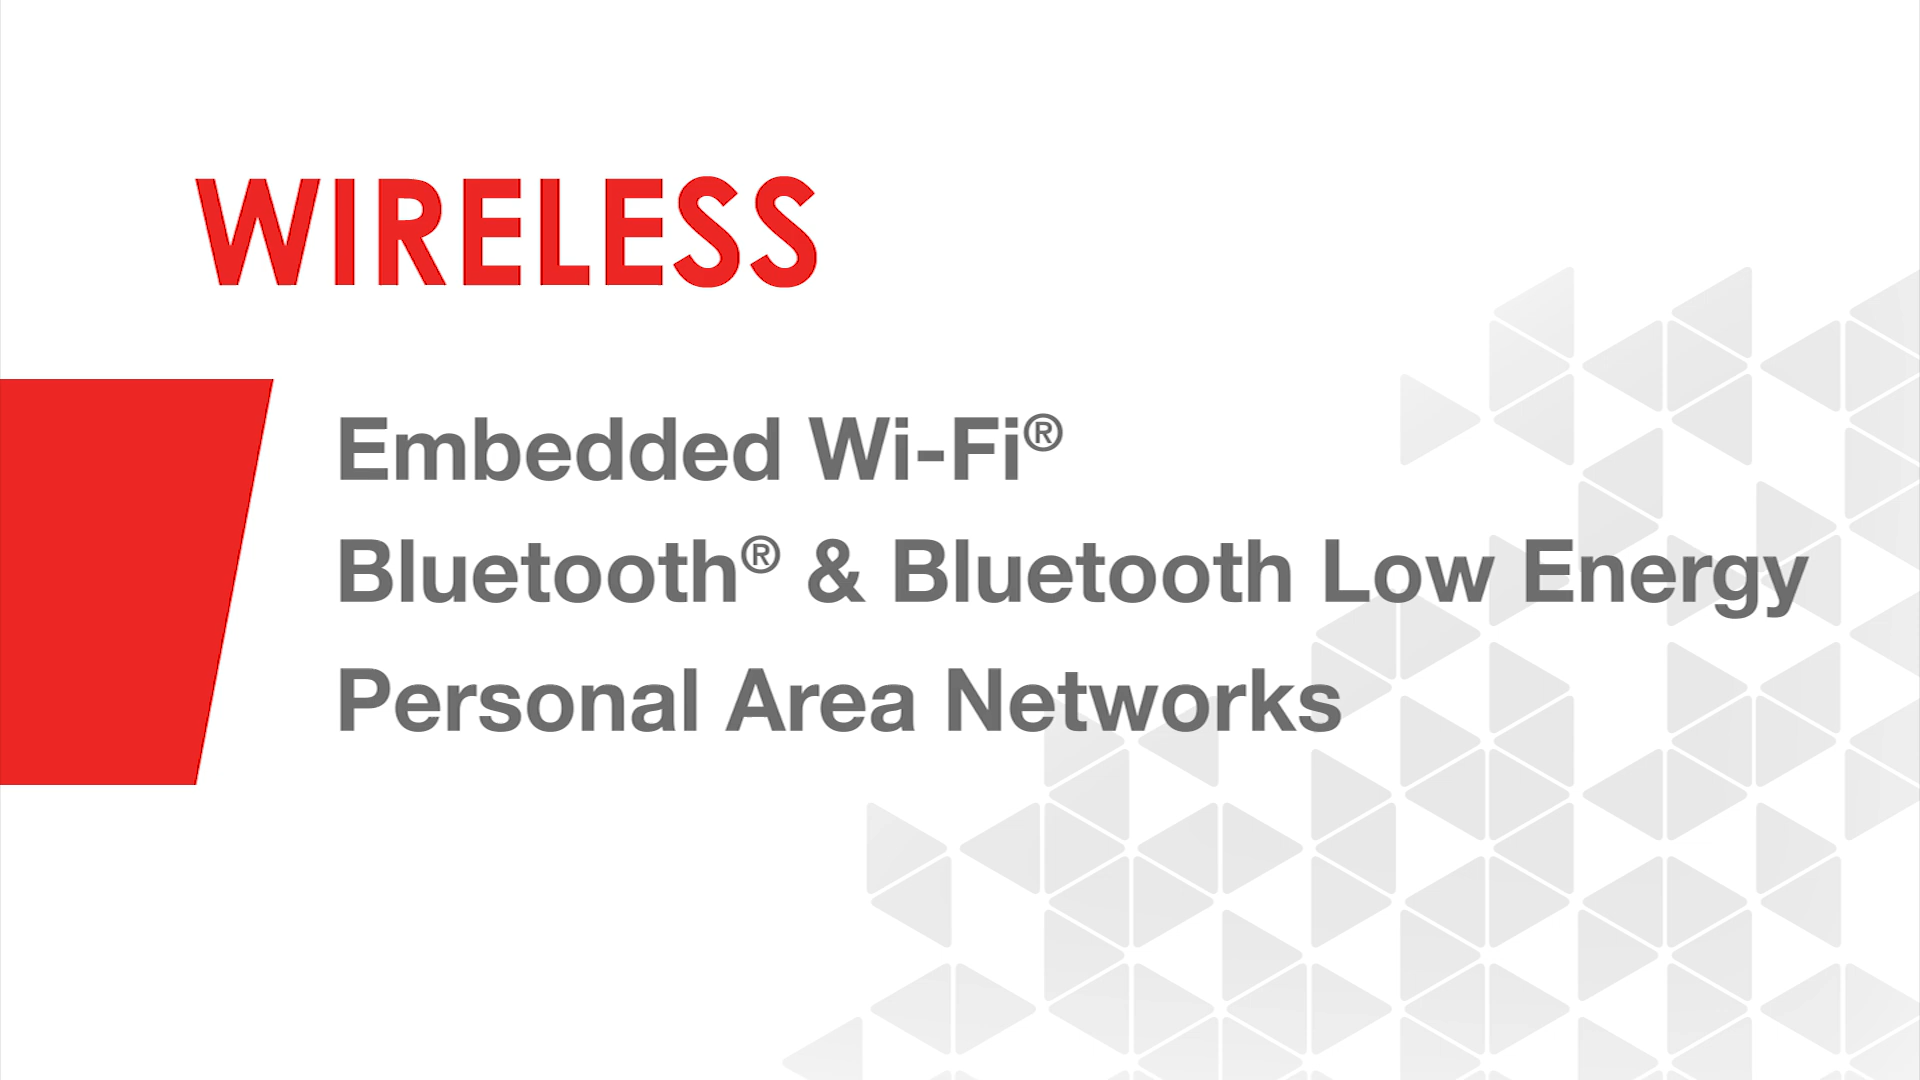 WIRELESS
Embedded Wi-Fi®
Bluetooth® & Bluetooth Low Energy
Personal Area Networks